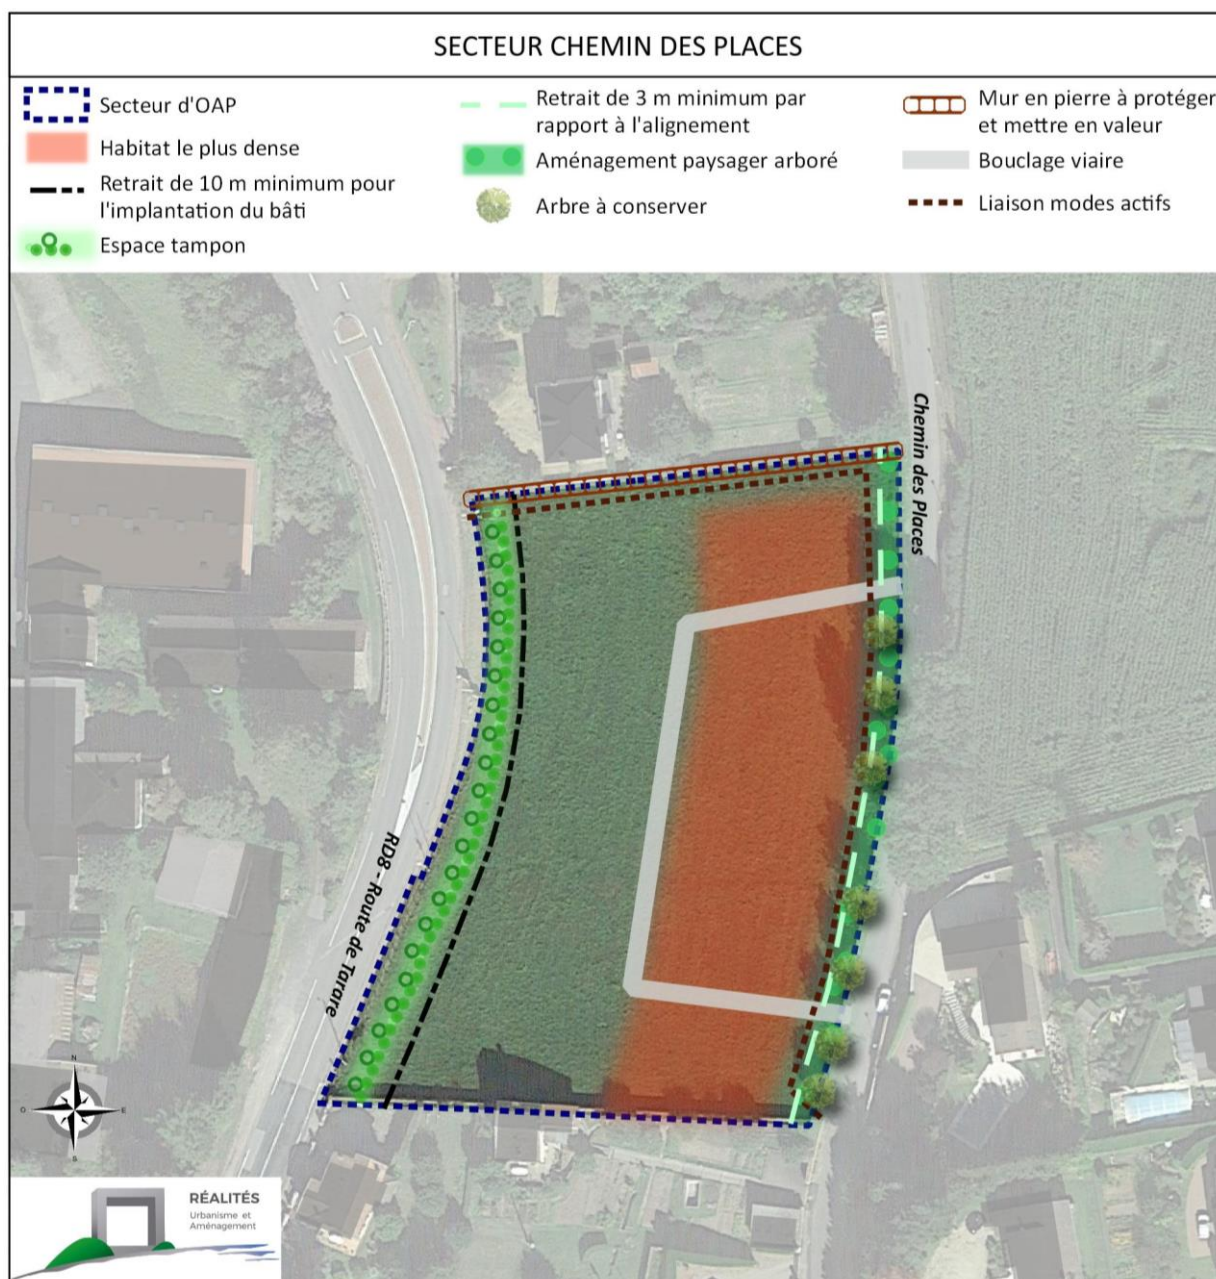 SECTEUR CHEMIN DES PLACES
Secteur d'OAP
Habitat le plus dense
Retrait de 10 m minimum pour
l'implantation du bâti
Espace tampon
Retrait de 3 m minimum par
rapport à l'alignement
Aménagement paysager arboré
Arbre à conserver
Mur en pierre à protéger
et mettre en valeur
Bouclage viaire
Liaison modes actifs
Chemin des Places
RD8 - Route de Tarare
N
O
E
S
RÉALITÉS
Urbanisme et
Aménagement